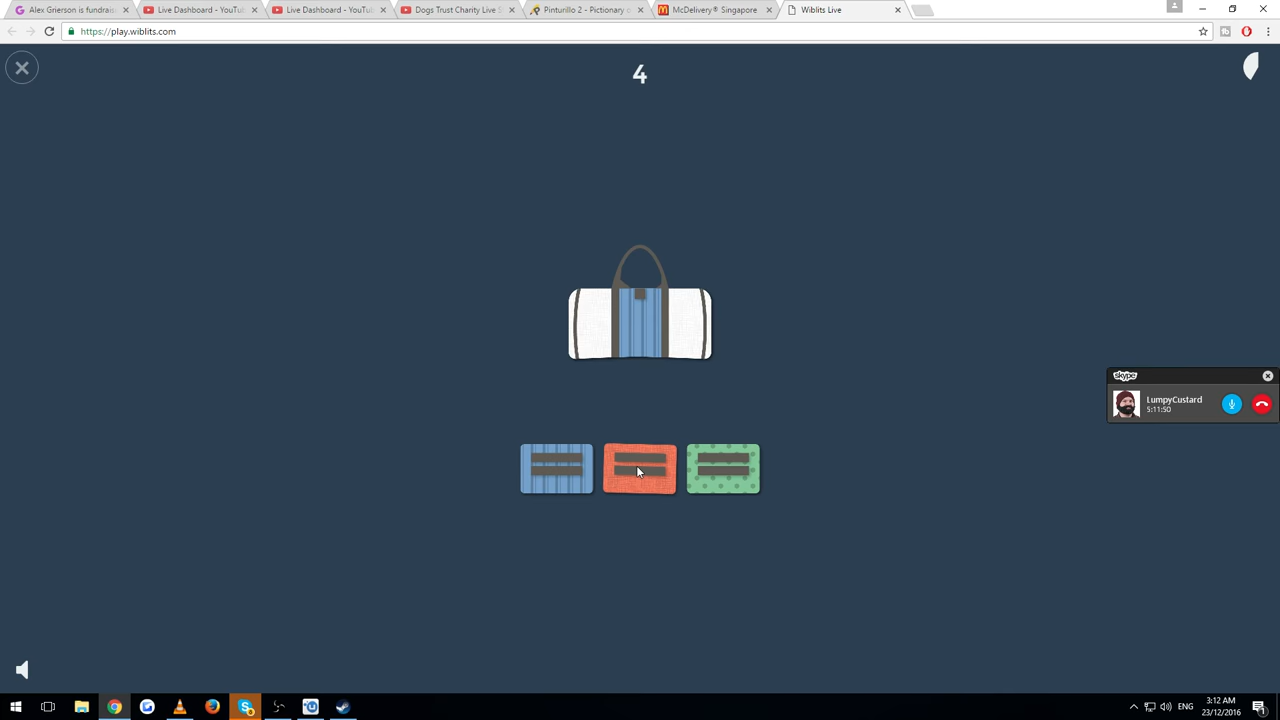 Alex Grierson is fundrais
Live Dashboard - YouTub
Live Dashboard - YouTub
Dogs Trust Charity Live S
Pinturillo 2 - Pictionary o
McDelivery® Singapore
Wiblits Live
https://play.wiblits.com
4
skype
LumpyCustard
5:11:50
ENG
3:12 AM
23/12/2016